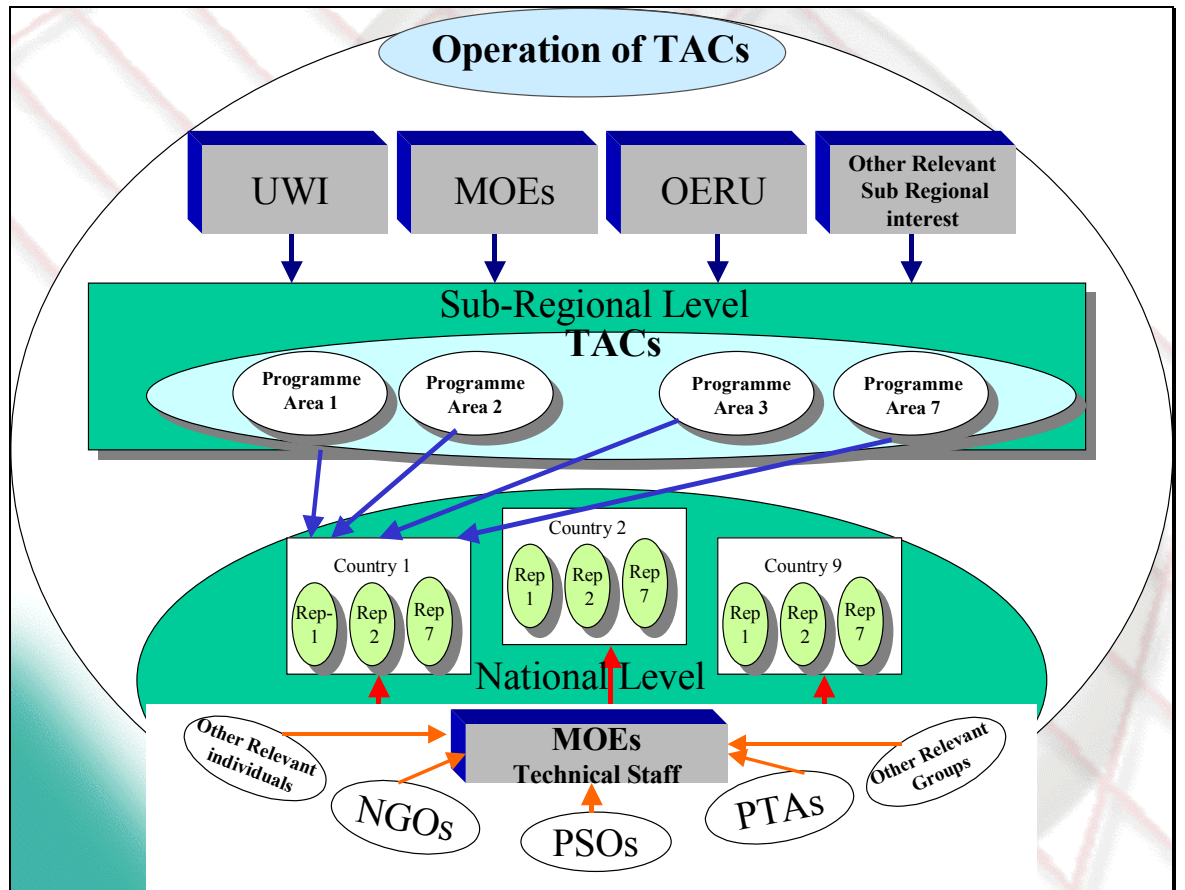 Operation of TACs
UWI
MOEs
OERU
Other Relevant
Sub Regional
interest
Sub-Regional Level
TACs
Programme
Area 1
Programme
Area 2
Programme
Area 3
Programme
Area 7
Country 1
Rep-
1
Rep
2
Rep
7
Country 2
Rep
1
Rep
2
Rep
7
Country 9
Rep
1
Rep
2
Rep
7
National Level
MOEs
Technical Staff
Other Relevant
individuals
NGOs
PSOs
PTAs
Other Relevant
Groups